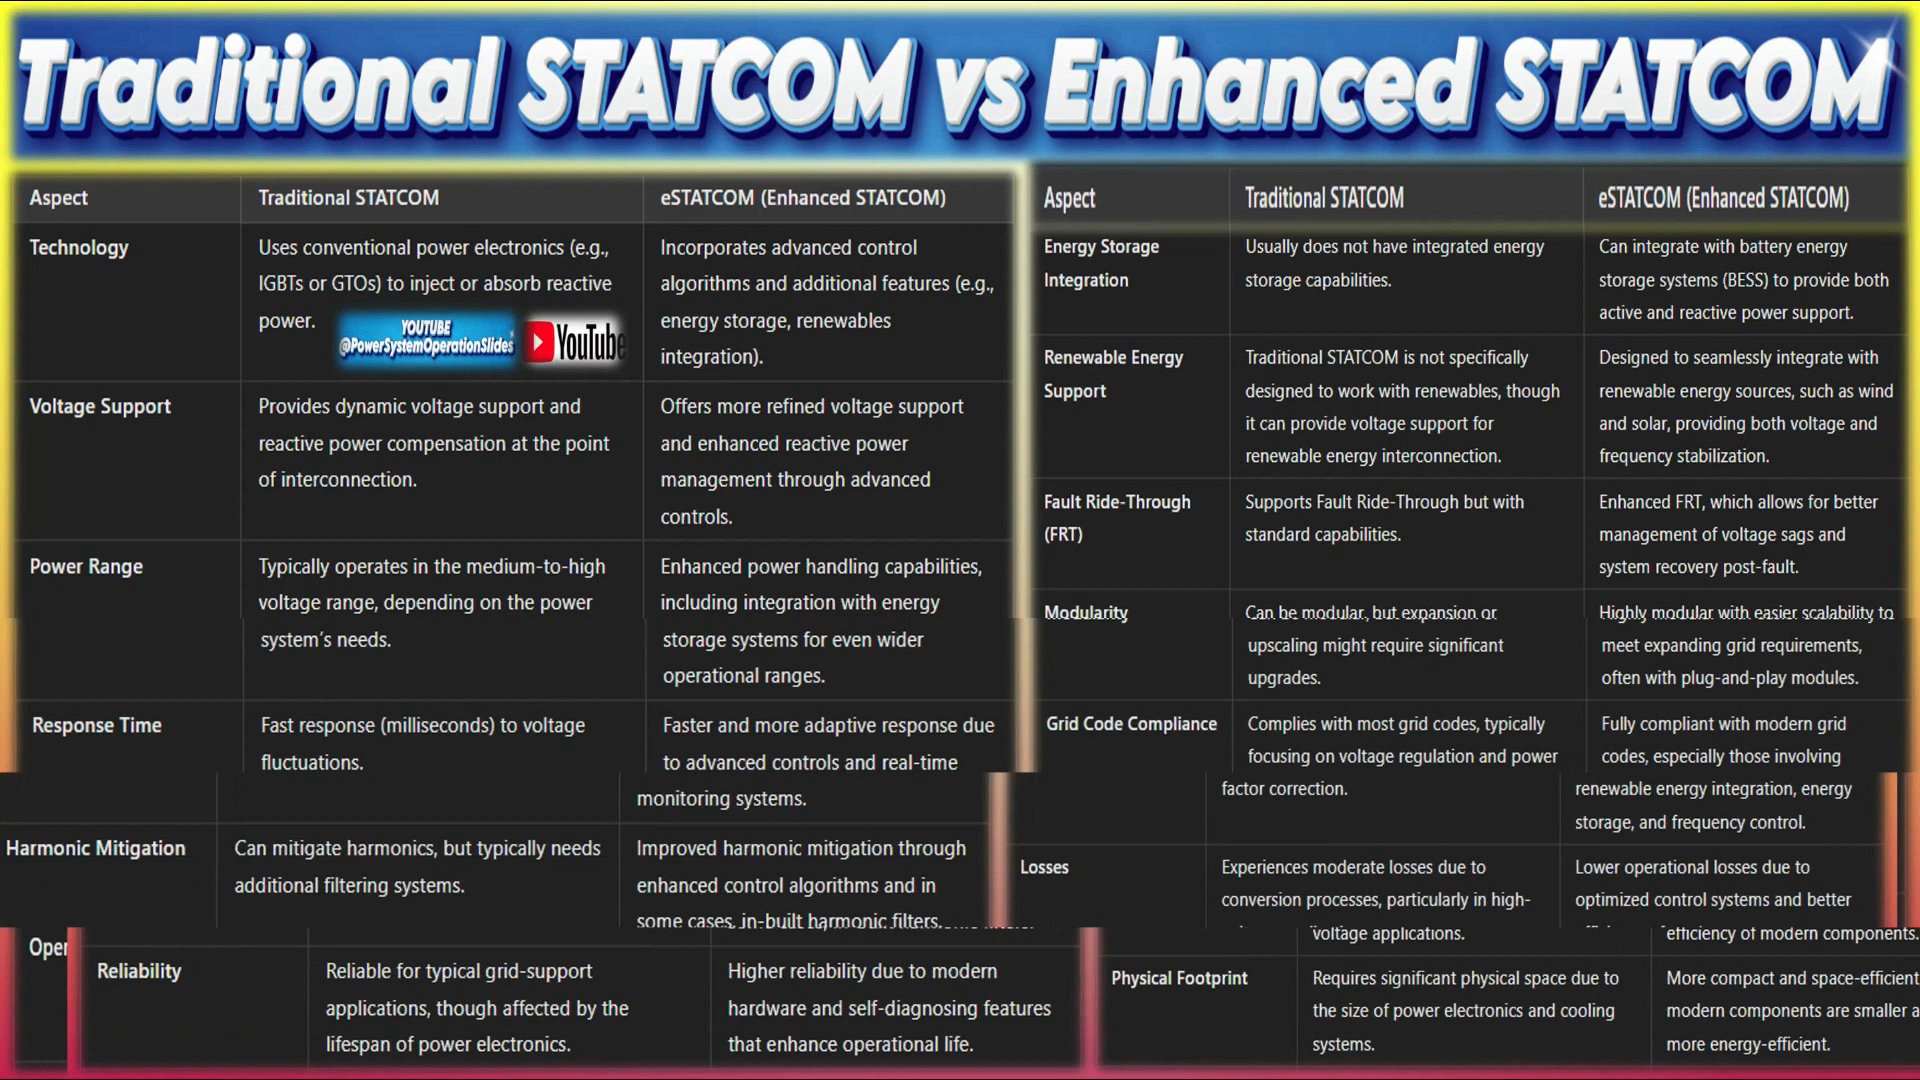 Traditional STATCOM vs Enhanced STATCOM
Aspect
Traditional STATCOM
eSTATCOM (Enhanced STATCOM)
Technology
Uses conventional power electronics (e.g.,
IGBTs or GTOs) to inject or absorb reactive
power.
YOUTUBE
@PowerSystemOperationSlides
YouTube
Incorporates advanced control
algorithms and additional features (e.g.,
energy storage, renewables
integration).
Voltage Support
Provides dynamic voltage support and
reactive power compensation at the point
of interconnection.
Offers more refined voltage support
and enhanced reactive power
management through advanced
controls.
Power Range
Typically operates in the medium-to-high
voltage range, depending on the power
system's needs.
Enhanced power handling capabilities,
including integration with energy
storage systems for even wider
operational ranges.
Response Time
Fast response (milliseconds) to voltage
fluctuations.
Faster and more adaptive response due
to advanced controls and real-time
monitoring systems.
Harmonic Mitigation
Can mitigate harmonics, but typically needs
additional filtering systems.
Improved harmonic mitigation through
enhanced control algorithms and in
some cases, in-built harmonic filters.
Oper
Reliability
Reliable for typical grid-support
applications, though affected by the
lifespan of power electronics.
Higher reliability due to modern
hardware and self-diagnosing features
that enhance operational life.
Aspect
Traditional STATCOM
eSTATCOM (Enhanced STATCOM)
Energy Storage
Integration
Usually does not have integrated energy
storage capabilities.
Can integrate with battery energy
storage systems (BESS) to provide both
active and reactive power support.
Renewable Energy
Support
Traditional STATCOM is not specifically
designed to work with renewables, though
it can provide voltage support for
renewable energy interconnection.
Designed to seamlessly integrate with
renewable energy sources, such as wind
and solar, providing both voltage and
frequency stabilization.
Fault Ride-Through
(FRT)
Supports Fault Ride-Through but with
standard capabilities.
Enhanced FRT, which allows for better
management of voltage sags and
system recovery post-fault.
Modularity
Can be modular, but expansion or
upscaling might require significant
upgrades.
Highly modular with easier scalability to
meet expanding grid requirements,
often with plug-and-play modules.
Grid Code Compliance
Complies with most grid codes, typically
focusing on voltage regulation and power
factor correction.
Fully compliant with modern grid
codes, especially those involving
renewable energy integration, energy
storage, and frequency control.
Losses
Experiences moderate losses due to
conversion processes, particularly in high-
voltage applications.
Lower operational losses due to
optimized control systems and better
efficiency of modern components.
Physical Footprint
Requires significant physical space due to
the size of power electronics and cooling
systems.
More compact and space-efficient
modern components are smaller a
more energy-efficient.